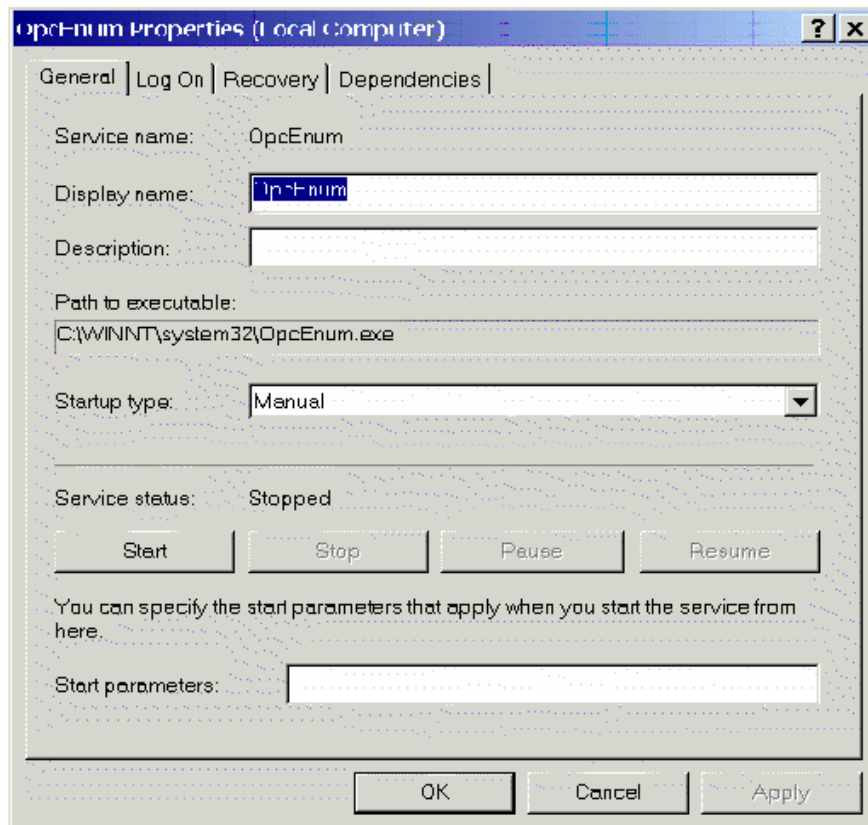 OpcEnum Properties (Local Computer)
General Log On Recovery Dependencies
Service name: OpcEnum
Display name: OpcEnum
Description:
Path to executable:
C:\WINNT\system32\OpcEnum.exe
Startup type: Manual
Service status: Stopped
Start Stop Pause Resume
You can specify the start parameters that apply when you start the service from
here.
Start parameters:
OK Cancel Apply